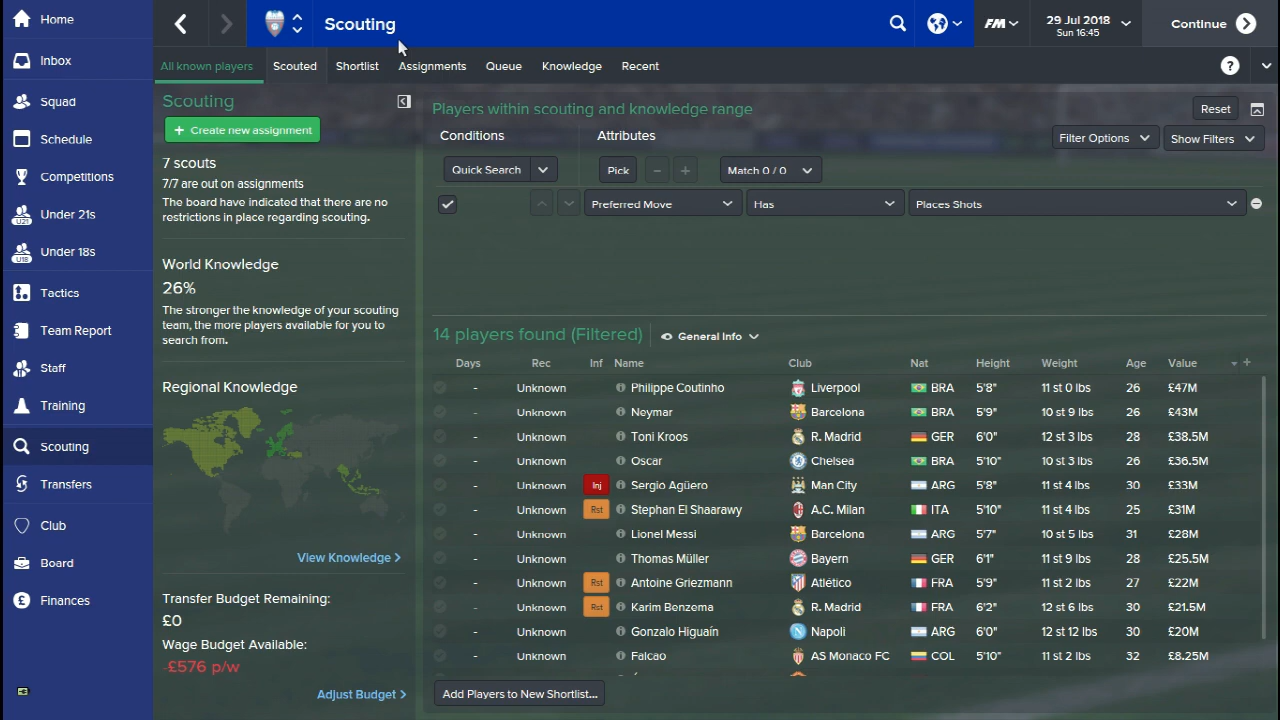 Home
Inbox
Squad
Schedule
Competitions
Under 21s
U21
Under 18s
U18
Tactics
Team Report
Staff
Training
Scouting
Transfers
Club
Board
£ Finances
Scouting
FM
29 Jul 2018
Sun 16:45
Continue
All known players Scouted Shortlist Assignments Queue Knowledge Recent
?
Scouting
+ Create new assignment
7 scouts
7/7 are out on assignments
The board have indicated that there are no
restrictions in place regarding scouting.
World Knowledge
26%
The stronger the knowledge of your scouting
team, the more players available for you to
search from.
Regional Knowledge
View Knowledge >
Transfer Budget Remaining:
£0
Wage Budget Available:
-£576 p/w
Adjust Budget >
Players within scouting and knowledge range
Reset
Conditions Attributes
Filter Options Show Filters
Quick Search Pick - + Match 0 / 0
Preferred Move Has Places Shots
14 players found (Filtered) General Info
Days Rec Inf Name Club Nat Height Weight Age Value +
- Unknown Philippe Coutinho Liverpool BRA 5'8" 11 st 0 lbs 26 £47M
- Unknown Neymar Barcelona BRA 5'9" 10 st 9 lbs 26 £43M
- Unknown Toni Kroos R. Madrid GER 6'0" 12 st 3 lbs 28 £38.5M
- Unknown Oscar Chelsea BRA 5'10" 10 st 3 lbs 26 £36.5M
- Unknown Inj Sergio Agüero Man City ARG 5'8" 11 st 4 lbs 30 £33M
- Unknown Rst Stephan El Shaarawy A.C. Milan ITA 5'10" 11 st 4 lbs 25 £31M
- Unknown Lionel Messi Barcelona ARG 5'7" 10 st 5 lbs 31 £28M
- Unknown Thomas Müller Bayern GER 6'1" 11 st 9 lbs 28 £25.5M
- Unknown Rst Antoine Griezmann Atlético FRA 5'9" 11 st 2 lbs 27 £22M
- Unknown Rst Karim Benzema R. Madrid FRA 6'2" 12 st 6 lbs 30 £21.5M
- Unknown Gonzalo Higuaín Napoli ARG 6'0" 12 st 12 lbs 30 £20M
- Unknown Falcao AS Monaco FC COL 5'10" 11 st 2 lbs 32 £8.25M
Add Players to New Shortlist...